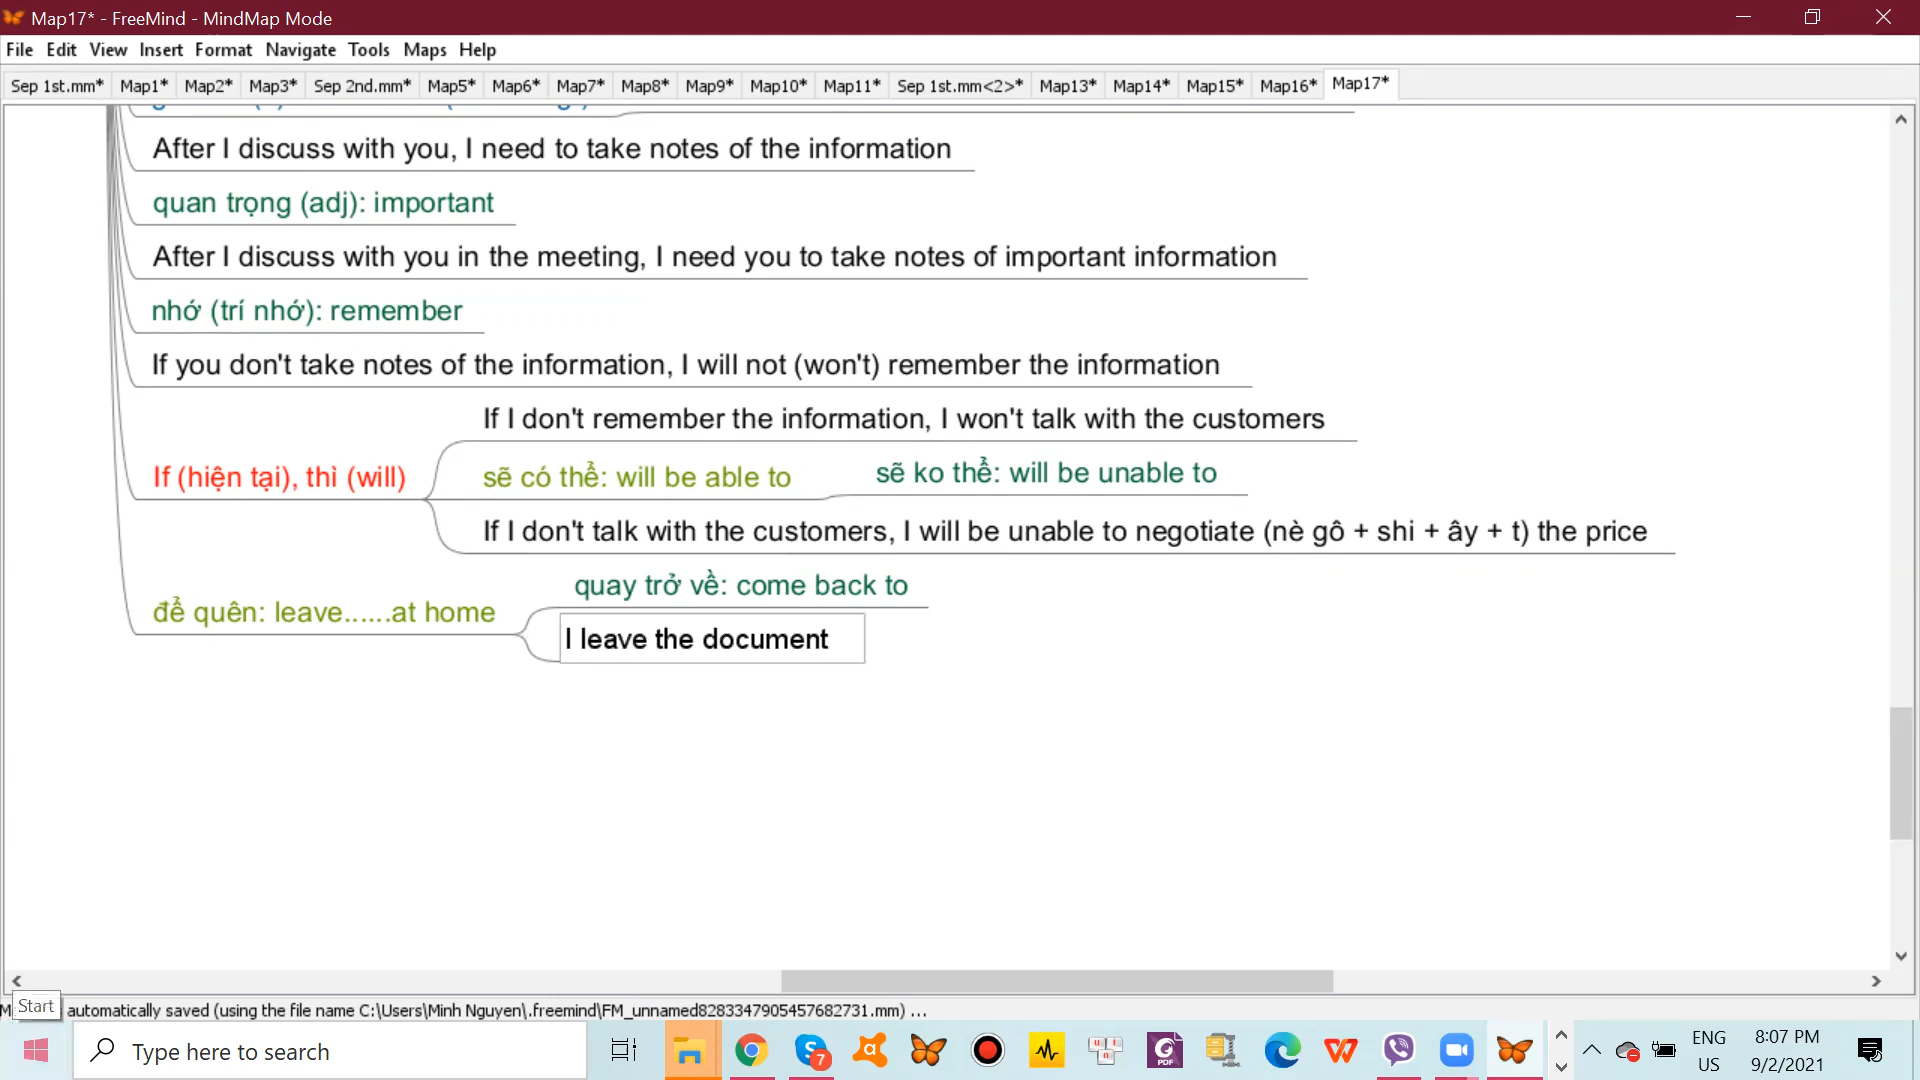 Map17* - FreeMind - MindMap Mode
File Edit View Insert Format Navigate Tools Maps Help
Sep 1st.mm* Map1* Map2* Map3* Sep 2nd.mm* Map5* Map6* Map7* Map8* Map9* Map10* Map11* Sep 1st.mm<2>* Map13* Map14* Map15* Map16* Map17*
After I discuss with you, I need to take notes of the information
quan trọng (adj): important
After I discuss with you in the meeting, I need you to take notes of important information
nhớ (trí nhớ): remember
If you don't take notes of the information, I will not (won't) remember the information
If I don't remember the information, I won't talk with the customers
If (hiện tại), thì (will)
sẽ có thể: will be able to
sẽ ko thể: will be unable to
If I don't talk with the customers, I will be unable to negotiate (nè gô + shi + ây + t) the price
quay trở về: come back to
để quên: leave......at home
I leave the document
Start
automatically saved (using the file name C:\Users\Minh Nguyen\.freemind\FM_unnamed8283347905457682731.mm) ...
Type here to search
7
ENG
US
8:07 PM
9/2/2021